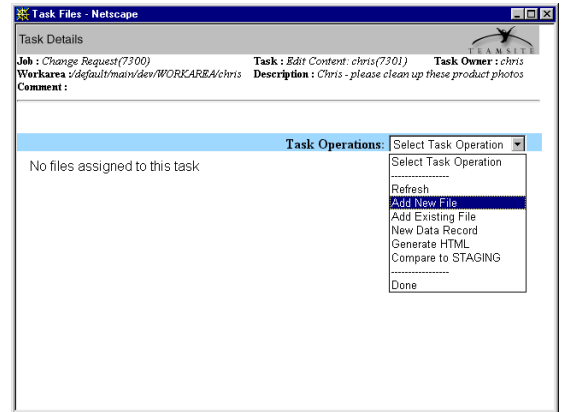 Task Files - Netscape
Task Details
TEAMSITE
Job : Change Request(7300) Task : Edit Content: chris(7301) Task Owner : chris
Workarea :/default/main/dev/WORKAREA/chris Description : Chris - please clean up these product photos
Comment :
Task Operations: Select Task Operation
No files assigned to this task
Select Task Operation
----------------
Refresh
Add New File
Add Existing File
New Data Record
Generate HTML
Compare to STAGING
----------------
Done